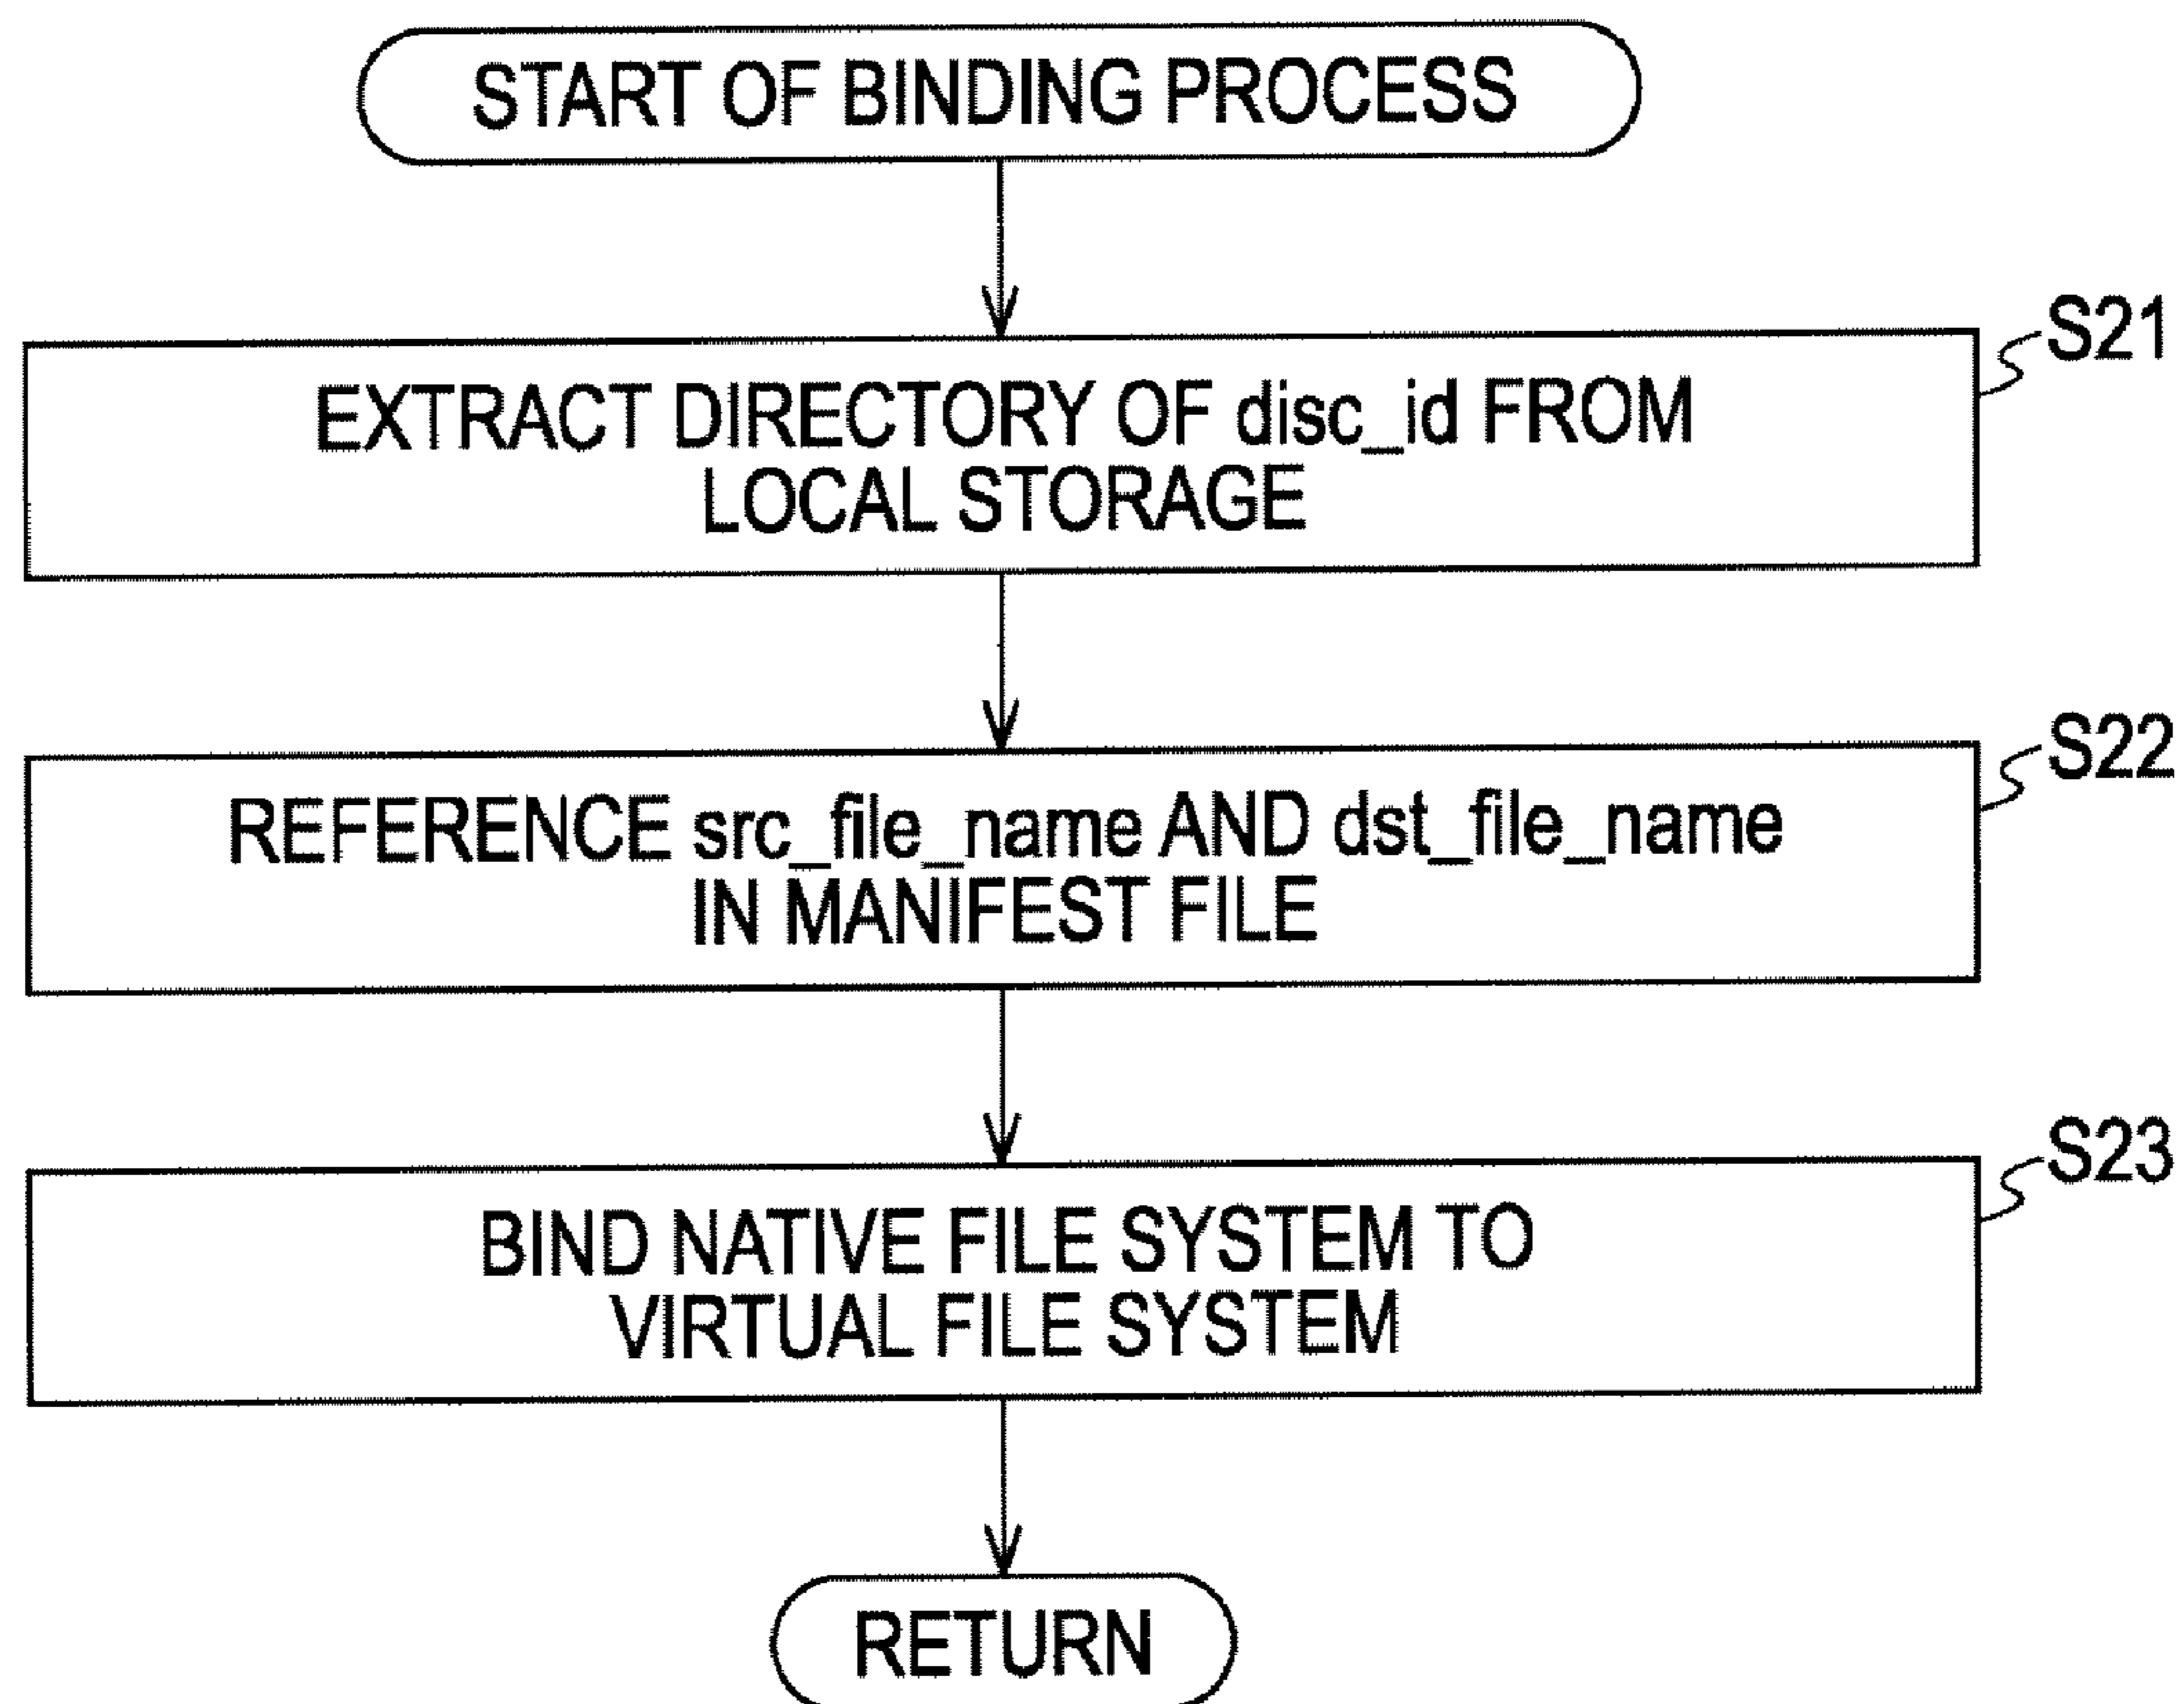 START OF BINDING PROCESS
S21
EXTRACT DIRECTORY OF disc_id FROM
LOCAL STORAGE
S22
REFERENCE src_file_name AND dst_file_name
IN MANIFEST FILE
S23
BIND NATIVE FILE SYSTEM TO
VIRTUAL FILE SYSTEM
RETURN